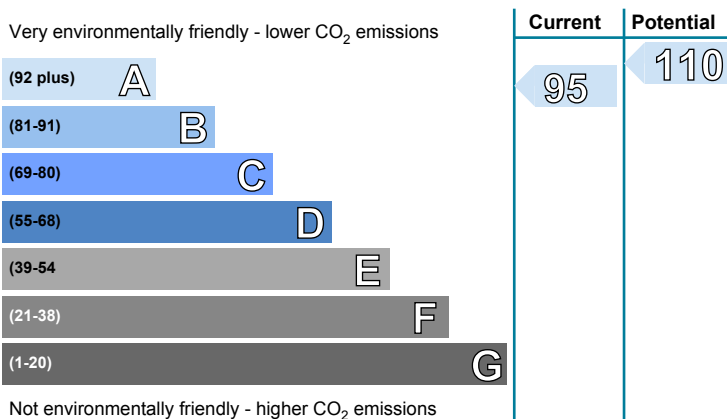 Current Potential
Very environmentally friendly - lower CO2 emissions
110
(92 plus) A
95
(81-91) B
(69-80) C
(55-68) D
(39-54 E
(21-38) F
(1-20) G
Not environmentally friendly - higher CO2 emissions